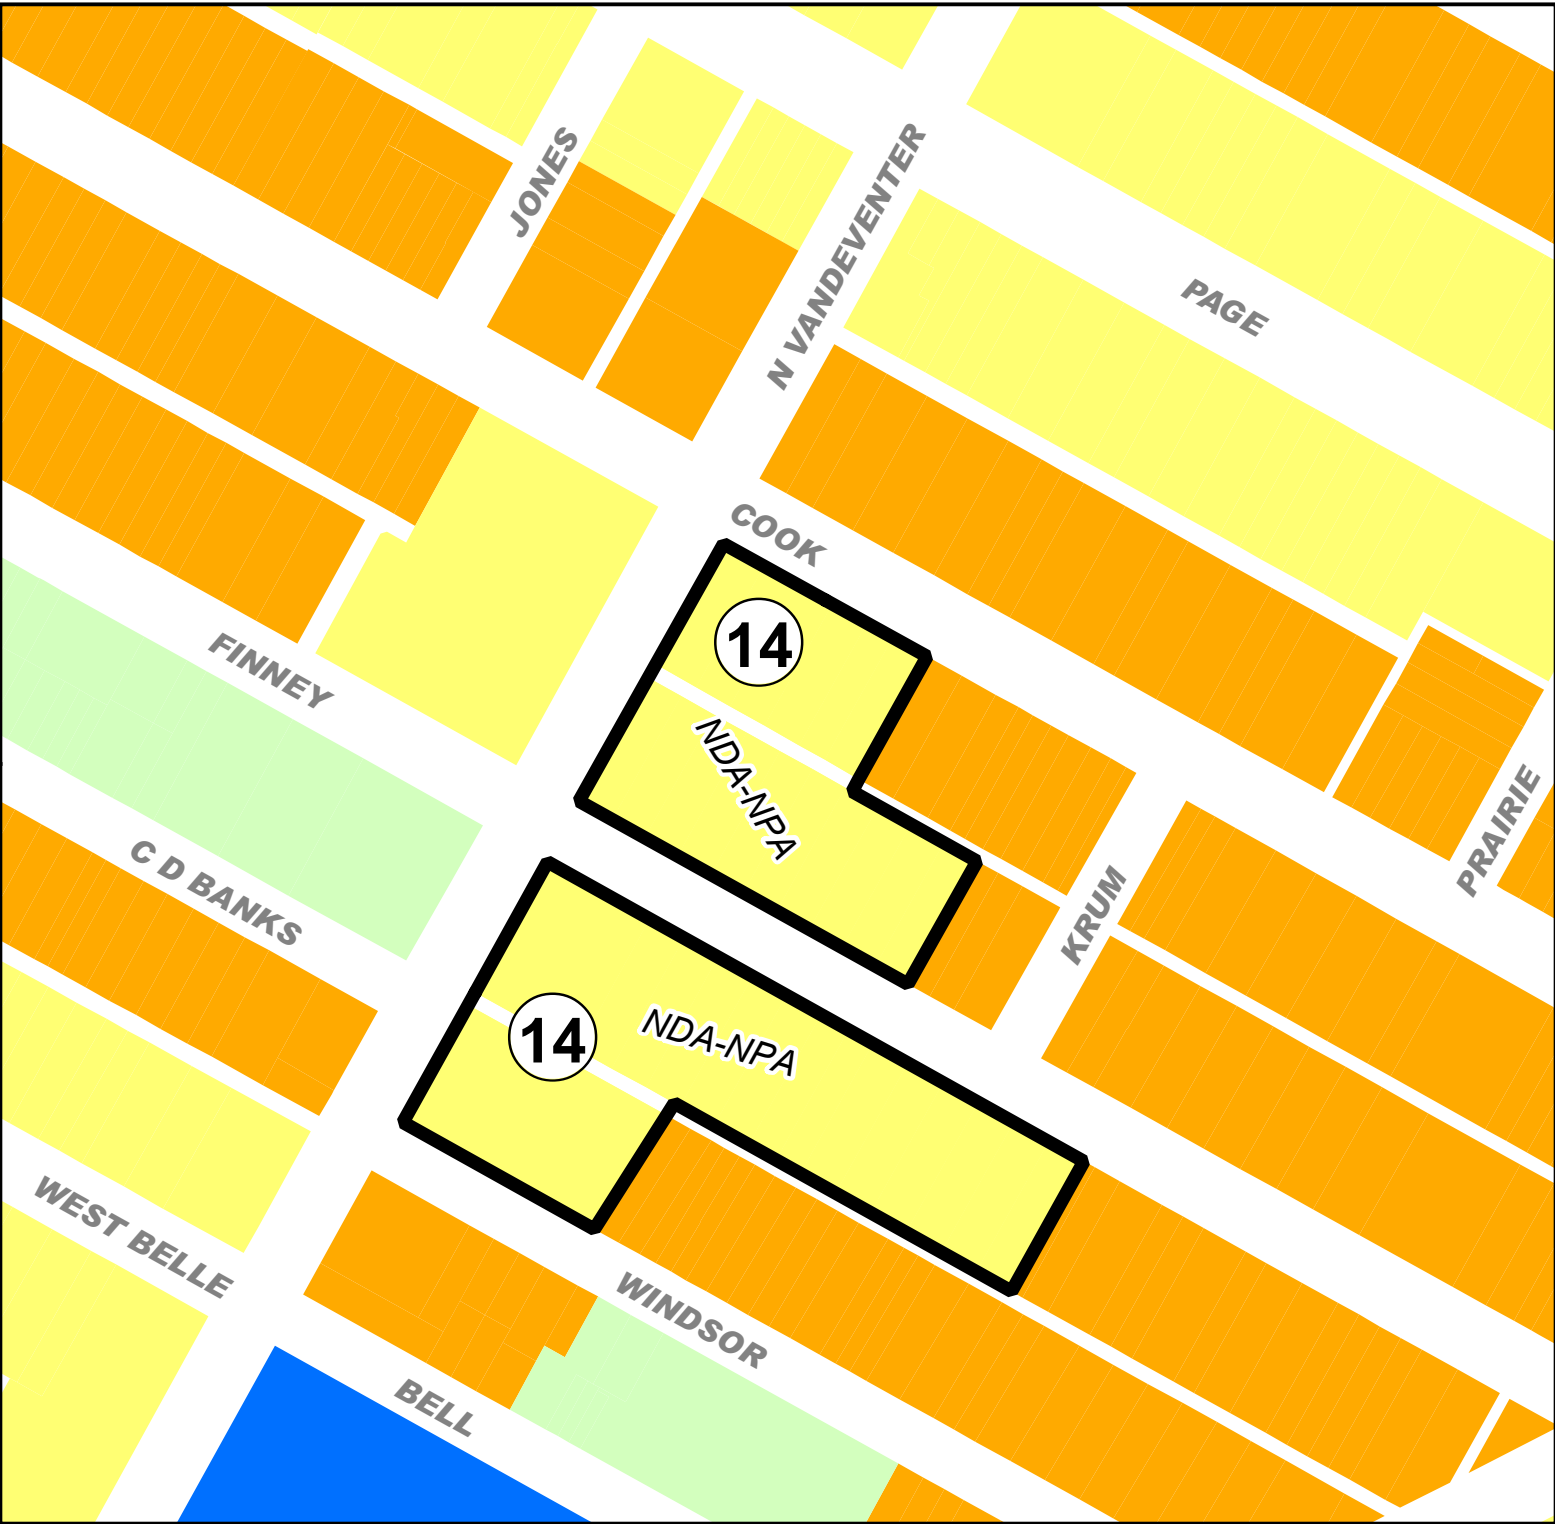 JONES
N VANDEVENTER
PAGE
COOK
14
NDA-NPA
FINNEY
PRAIRIE
C D BANKS
KRUM
14
NDA-NPA
WEST BELLE
WINDSOR
BELL